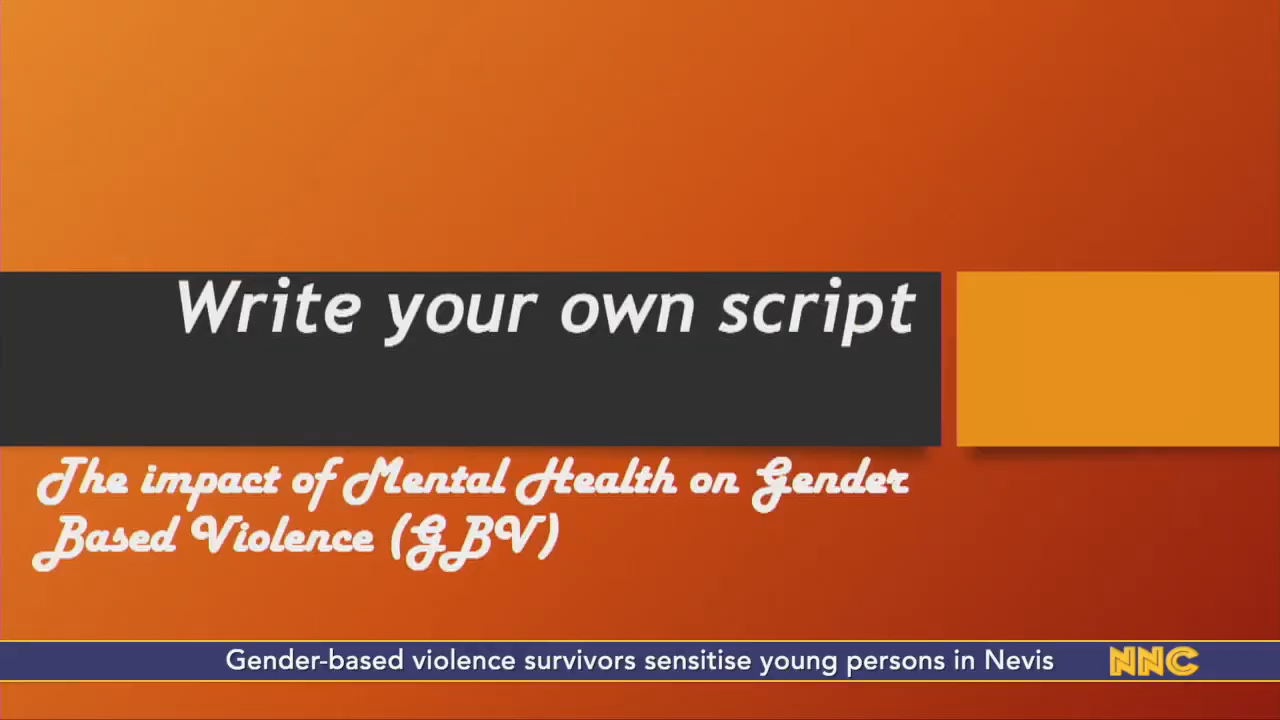 Write your own script
The impact of Mental Health on Gender
Based Violence (GBV)
Gender-based violence survivors sensitise young persons in Nevis
NNC